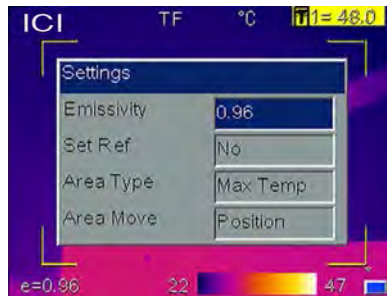 ICI TF °C T1= 48.0
Settings
Emissivity 0.96
Set Ref No
Area Type Max Temp
Area Move Position
e=0.96 22 47